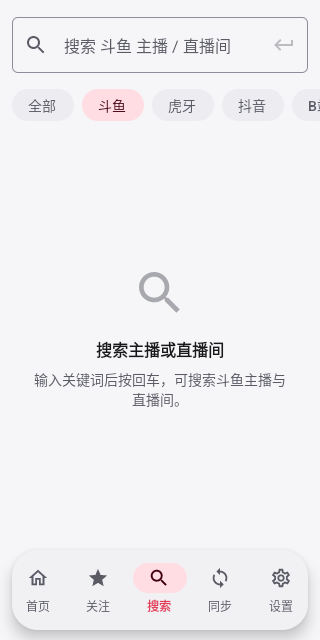 搜索 斗鱼 主播 / 直播间
全部 斗鱼 虎牙 抖音 B
搜索主播或直播间
输入关键词后按回车，可搜索斗鱼主播与
直播间。
首页 关注 搜索 同步 设置